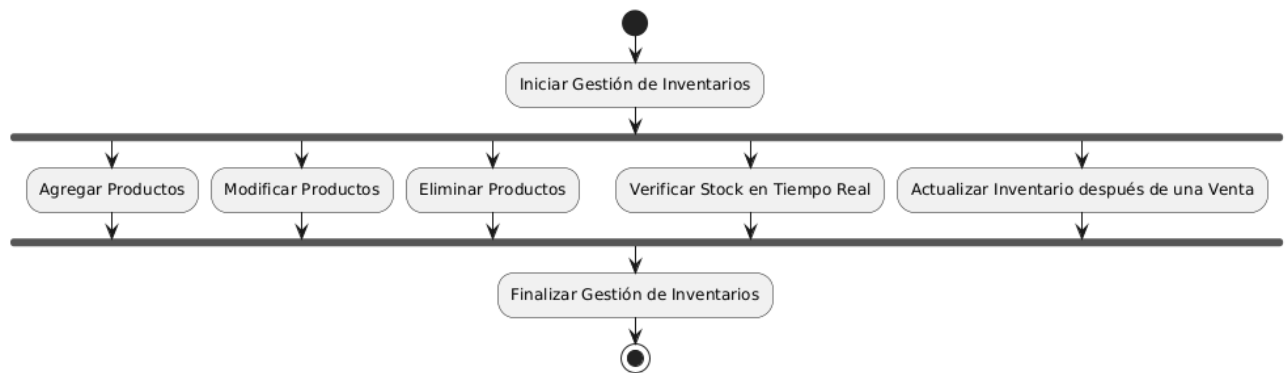 Iniciar Gestión de Inventarios
Agregar Productos
Modificar Productos
Eliminar Productos
Verificar Stock en Tiempo Real
Actualizar Inventario después de una Venta
Finalizar Gestión de Inventarios